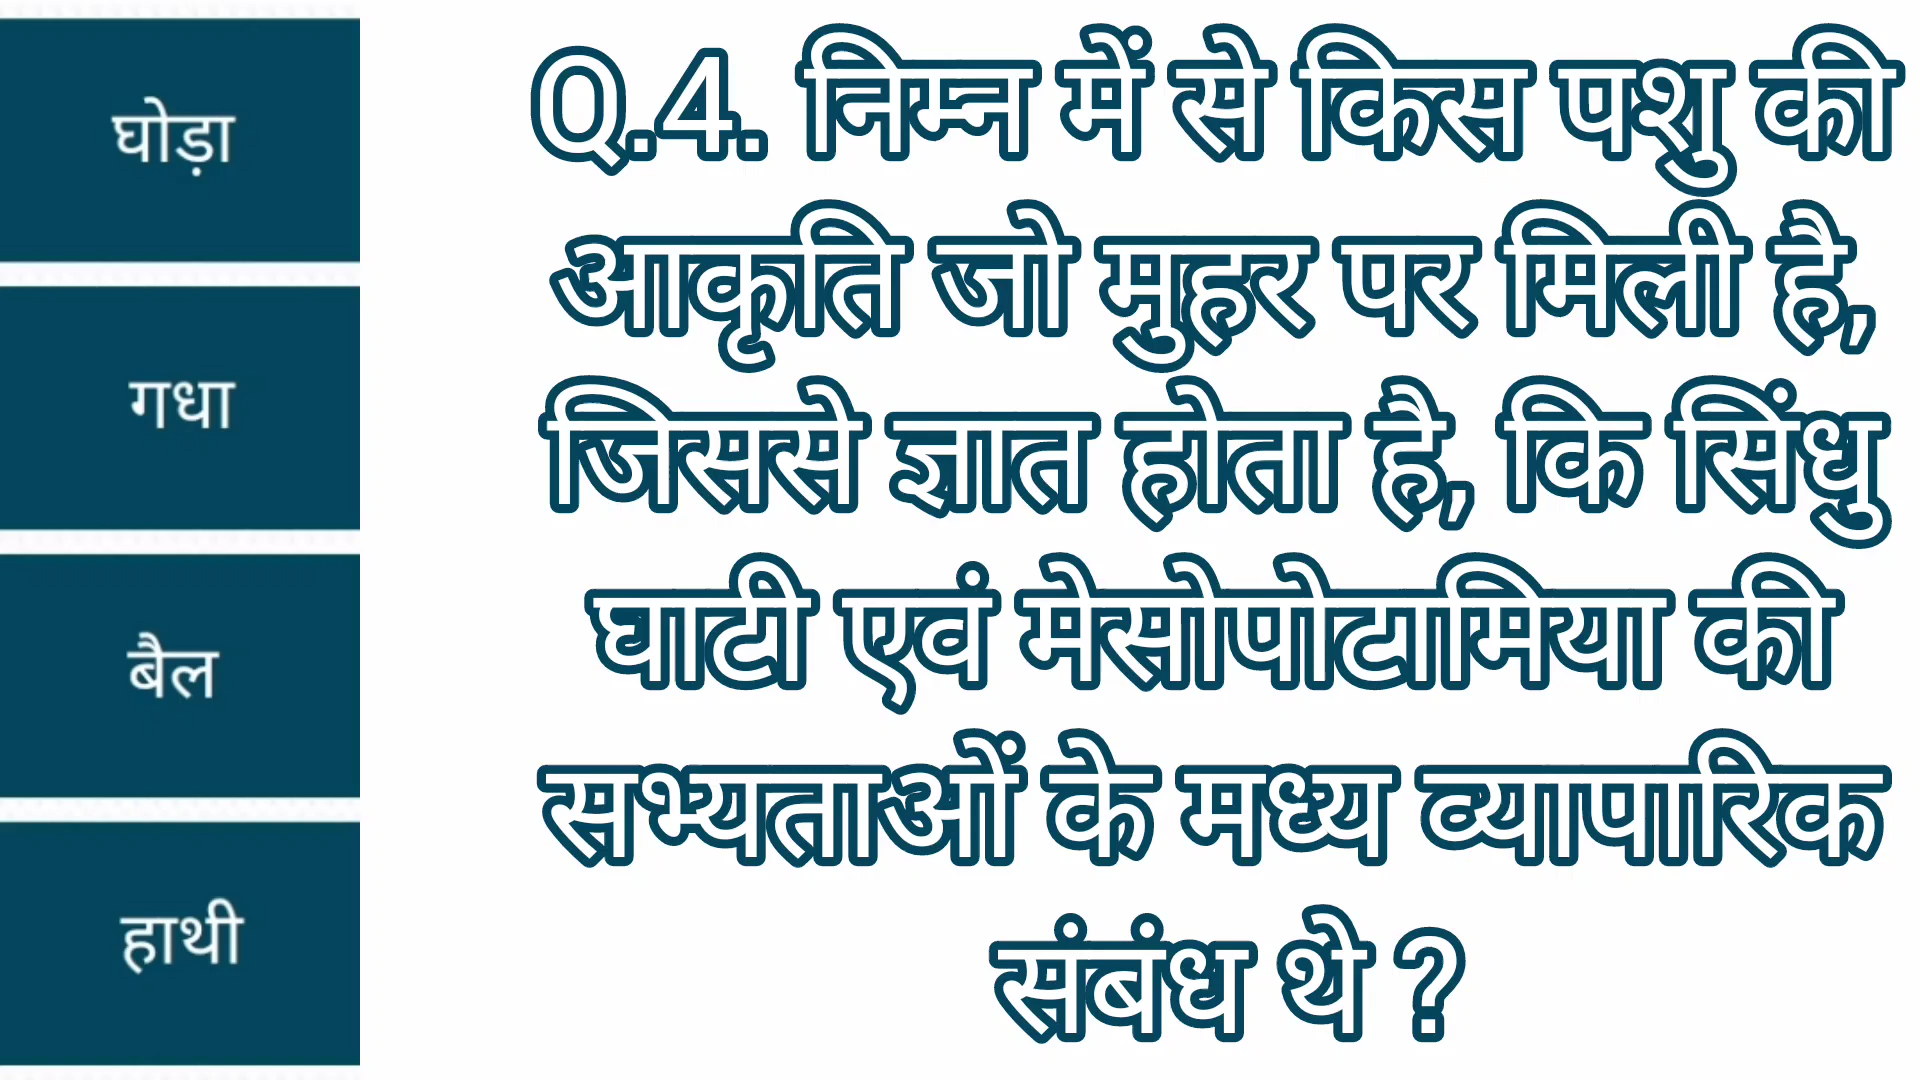 घोड़ा
गधा
बैल
हाथी
Q.4. निम्न में से किस पशु की
आकृति जो मुहर पर मिली है,
जिससे ज्ञात होता है, कि सिंधु
घाटी एवं मेसोपोटामिया की
सभ्यताओं के मध्य व्यापारिक
संबंध थे ?